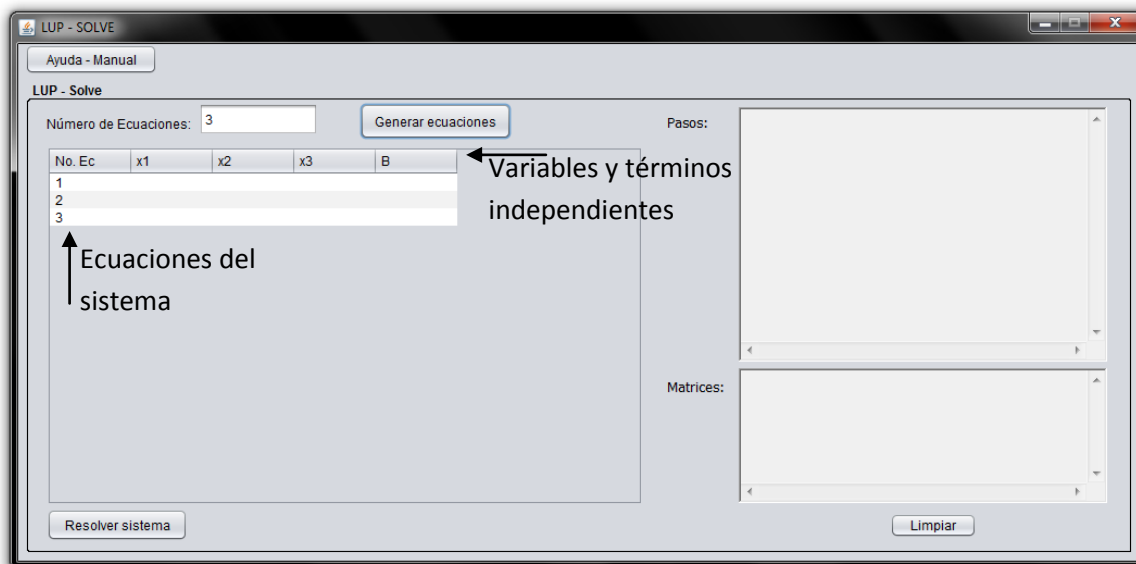 LUP - SOLVE
Ayuda - Manual
LUP - Solve
Número de Ecuaciones: 3 Generar ecuaciones Pasos:
No. Ec x1 x2 x3 B
1
2
3
Variables y términos
independientes
Ecuaciones del
sistema
Matrices:
Resolver sistema Limpiar